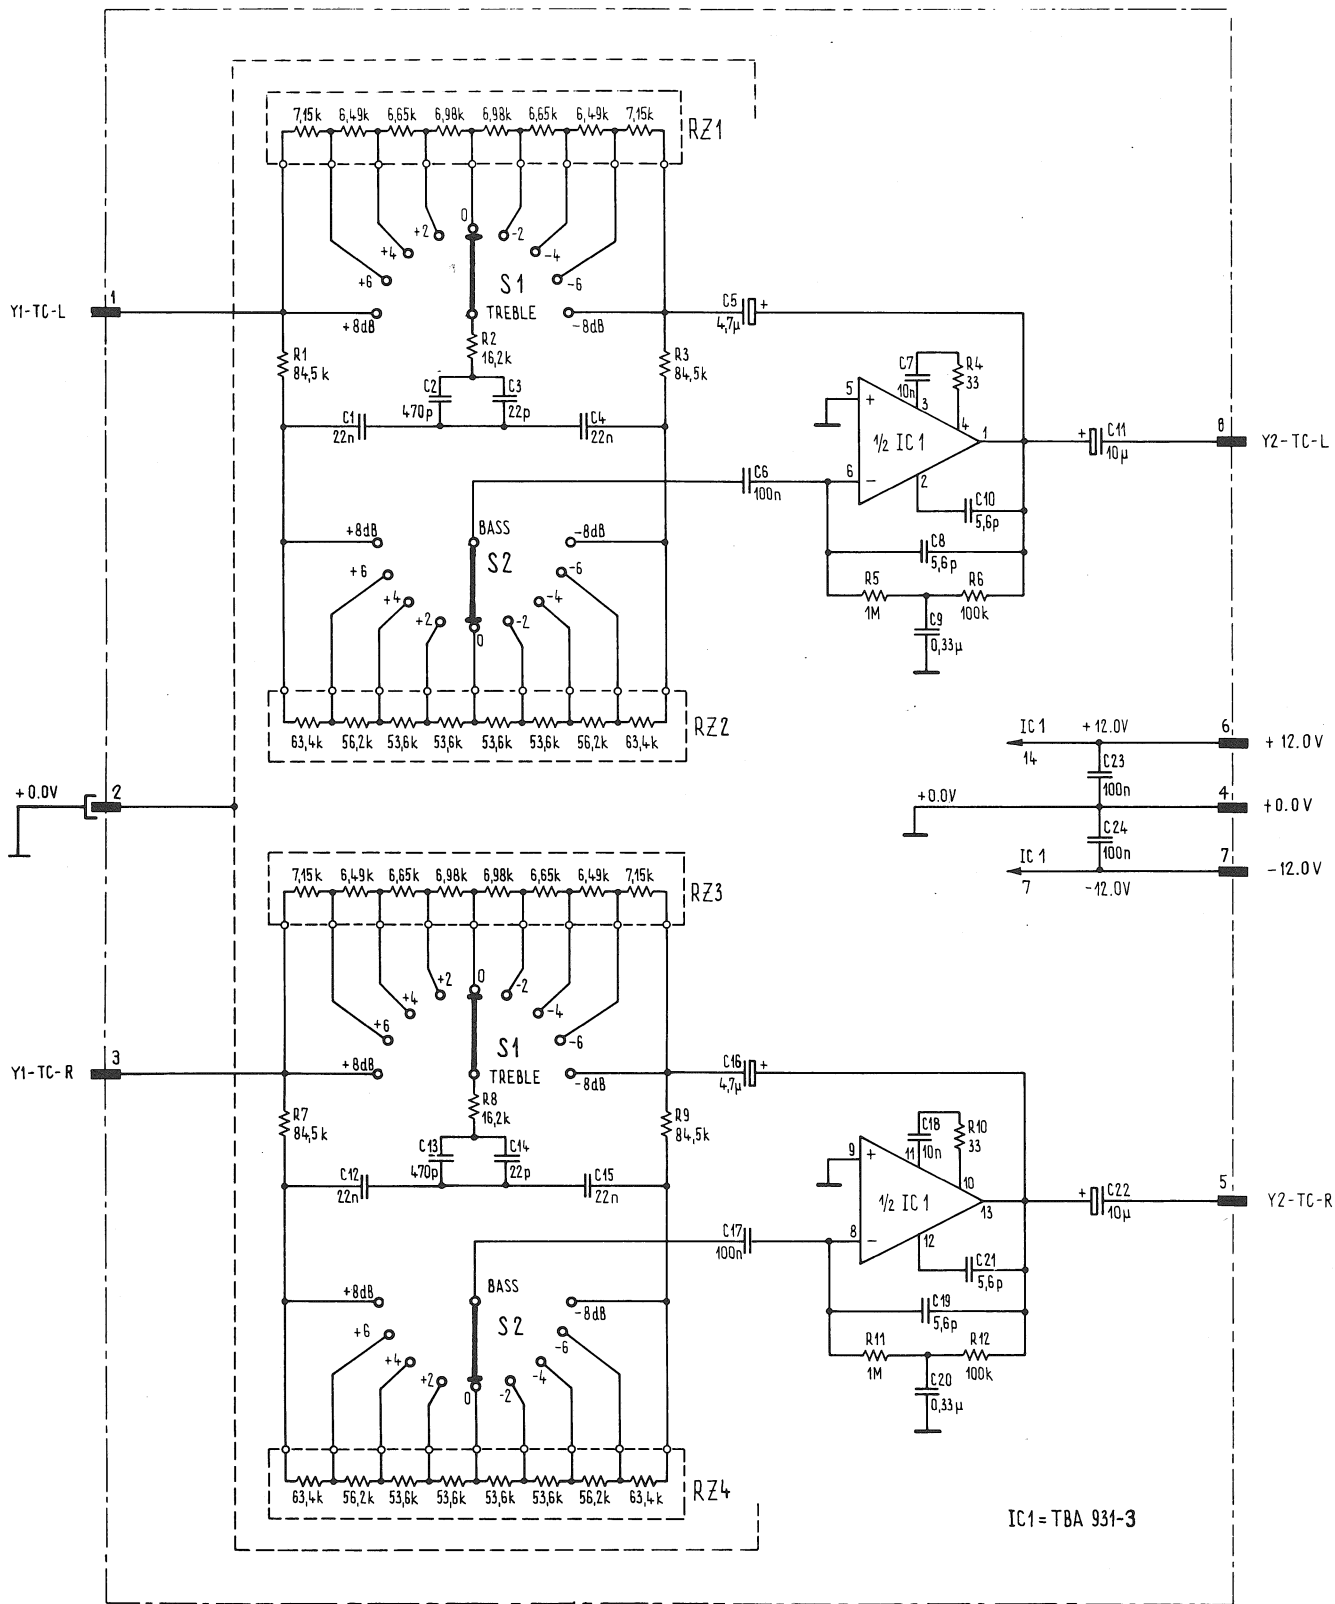 7,15k 6,49k 6,65k 6,98k 6,98k 6,65k 6,49k 7,15k
RZ1
0
+2 -2
+4 -4
+6 -6
S1
Y1-TC-L 1
+8dB TREBLE -8dB
C5 +
4,7µ
R2
16,2k
R1
84,5k
R3
84,5k
C2
470p
C3
22p
C1
22n
C4
22n
C7
10n
R4
33
5 + 3 4
½ IC1 1
6 − 2
+ C11
10µ
8 Y2-TC-L
C6
100n
C10
5,6p
C8
5,6p
R5
1M
R6
100k
C9
0,33µ
BASS
+8dB -8dB
S2
+6 -6
+4 -4
+2 -2
0
63,4k 56,2k 53,6k 53,6k 53,6k 53,6k 56,2k 63,4k
RZ2
IC1 +12.0V 6 +12.0V
14
C23
100n
+0.0V 2
+0.0V 4 +0.0V
C24
100n
IC1 7 -12.0V
7 -12.0V
7,15k 6,49k 6,65k 6,98k 6,98k 6,65k 6,49k 7,15k
RZ3
0
+2 -2
+4 -4
+6 -6
S1
Y1-TC-R 3
+8dB TREBLE -8dB
C16 +
4,7µ
R8
16,2k
R7
84,5k
R9
84,5k
C13
470p
C14
22p
C12
22n
C15
22n
C18
10n
R10
33
9 + 11 10
½ IC1 13
8 − 12
+ C22
10µ
5 Y2-TC-R
C17
100n
C21
5,6p
C19
5,6p
R11
1M
R12
100k
C20
0,33µ
BASS
+8dB -8dB
S2
+6 -6
+4 -4
+2 -2
0
63,4k 56,2k 53,6k 53,6k 53,6k 53,6k 56,2k 63,4k
RZ4
IC1 = TBA 931-3